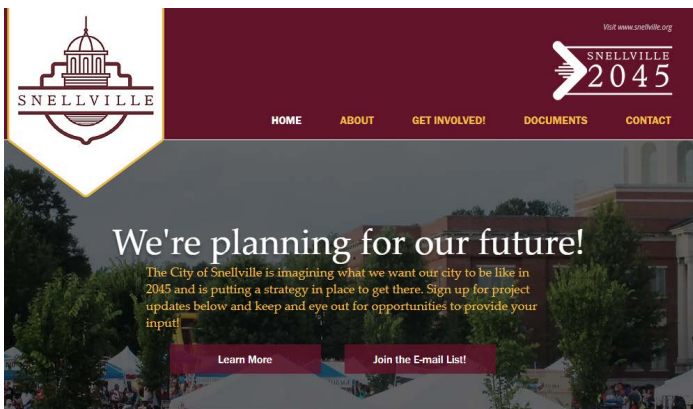 Visit www.snellville.org
SNELLVILLE
SNELLVILLE
2045
HOME ABOUT GET INVOLVED! DOCUMENTS CONTACT
We're planning for our future!
The City of Snellville is imagining what we want our city to be like in
2045 and is putting a strategy in place to get there. Sign up for project
updates below and keep and eye out for opportunities to provide your
input!
Learn More Join the E-mail List!